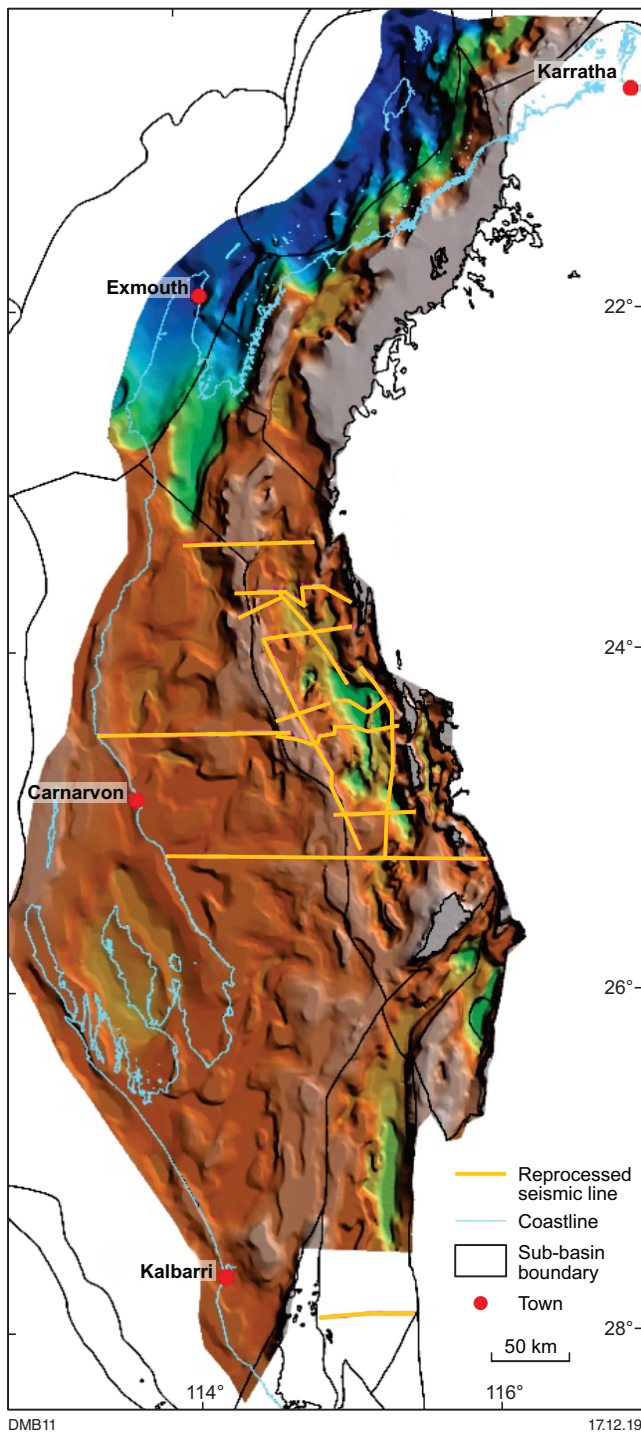 Karratha
Exmouth
22°
24°
Carnarvon
26°
Reprocessed
seismic line
Coastline
Sub-basin
boundary
Kalbarri
Town
28°
50 km
114°
116°
DMB11
17.12.19